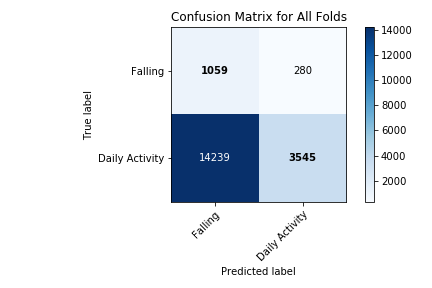 Confusion Matrix for All Folds
True label
Falling
1059
280
Daily Activity
14239
3545
Falling
Daily Activity
Predicted label
14000
12000
10000
8000
6000
4000
2000